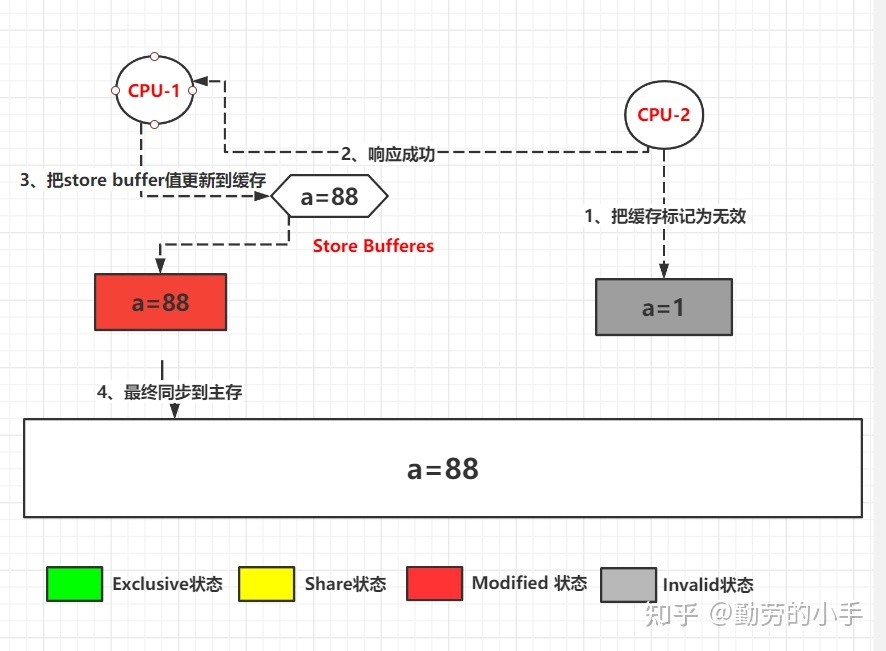 CPU-1
CPU-2
2、响应成功
3、把store buffer值更新到缓存
a=88
1、把缓存标记为无效
Store Bufferes
a=88
a=1
4、最终同步到主存
a=88
Exclusive状态
Share状态
Modified 状态
Invalid状态
知乎 @勤劳的小手